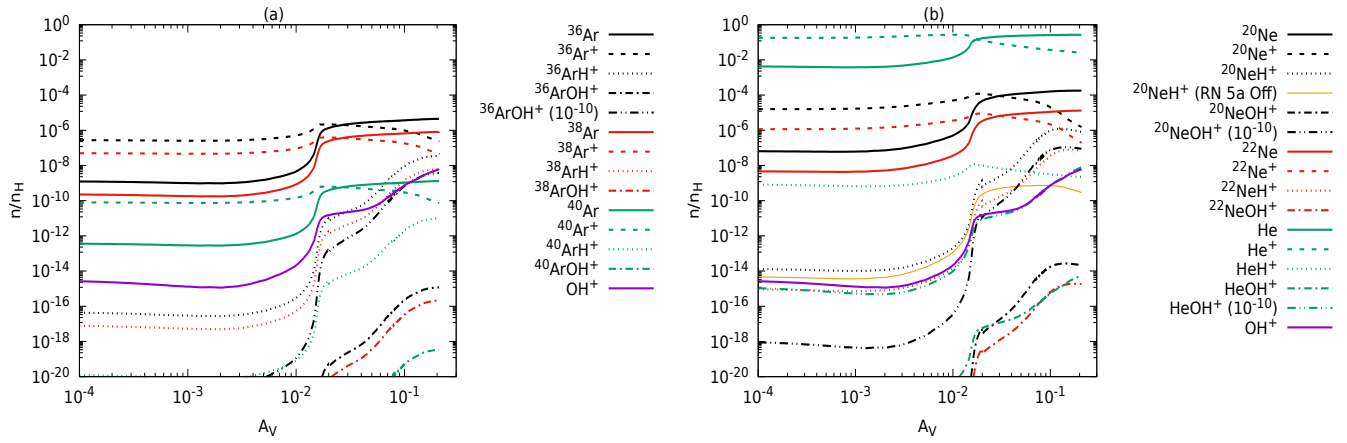 (a)
10⁰
10⁻²
10⁻⁴
10⁻⁶
10⁻⁸
10⁻¹⁰
10⁻¹²
10⁻¹⁴
10⁻¹⁶
10⁻¹⁸
10⁻²⁰
n/n_H
10⁻⁴ 10⁻³ 10⁻² 10⁻¹
A_V
³⁶Ar
³⁶Ar⁺
³⁶ArH⁺
³⁶ArOH⁺
³⁶ArOH⁺ (10⁻¹⁰)
³⁸Ar
³⁸Ar⁺
³⁸ArH⁺
³⁸ArOH⁺
⁴⁰Ar
⁴⁰Ar⁺
⁴⁰ArH⁺
⁴⁰ArOH⁺
OH⁺
(b)
10⁰
10⁻²
10⁻⁴
10⁻⁶
10⁻⁸
10⁻¹⁰
10⁻¹²
10⁻¹⁴
10⁻¹⁶
10⁻¹⁸
10⁻²⁰
n/n_H
10⁻⁴ 10⁻³ 10⁻² 10⁻¹
A_V
²⁰Ne
²⁰Ne⁺
²⁰NeH⁺
²⁰NeH⁺ (RN 5a Off)
²⁰NeOH⁺
²⁰NeOH⁺ (10⁻¹⁰)
²²Ne
²²Ne⁺
²²NeH⁺
²²NeOH⁺
He
He⁺
HeH⁺
HeOH⁺
HeOH⁺ (10⁻¹⁰)
OH⁺